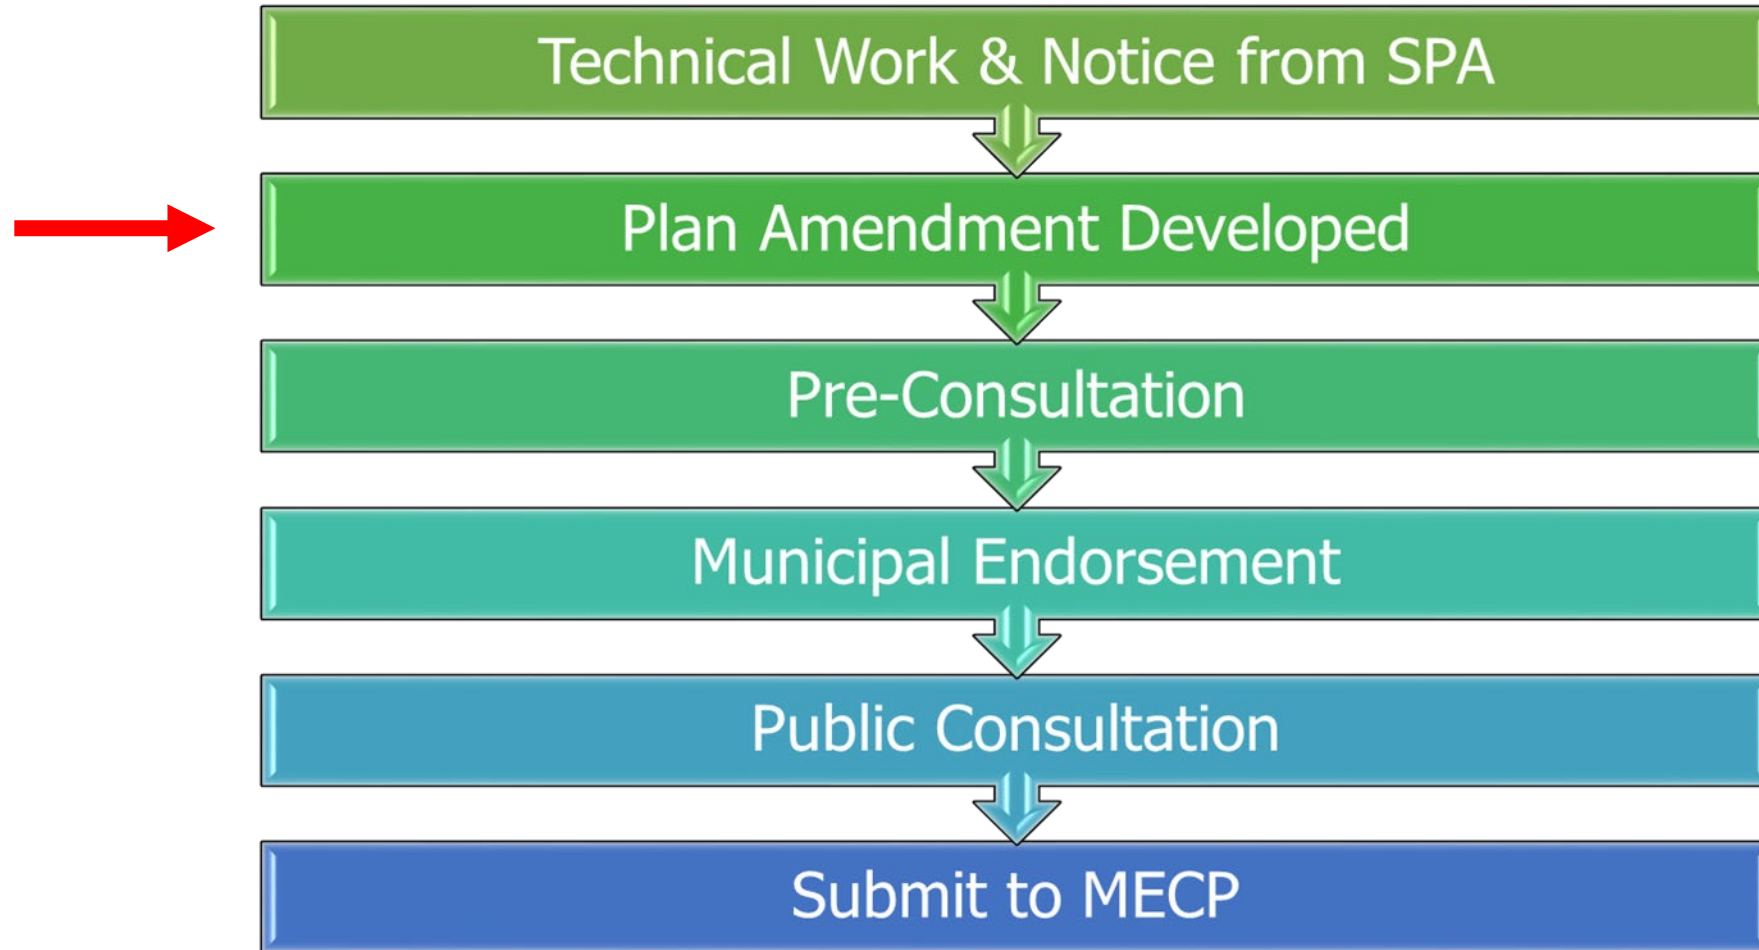 Technical Work & Notice from SPA
Plan Amendment Developed
Pre-Consultation
Municipal Endorsement
Public Consultation
Submit to MECP